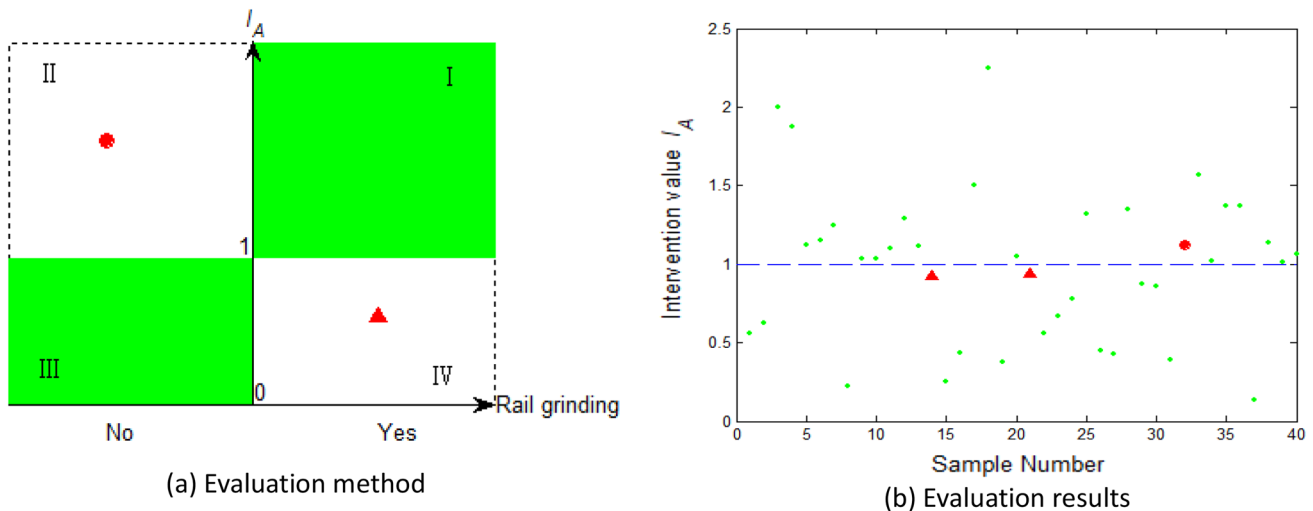 I_A
II
I
1
III
0
IV
Rail grinding
No
Yes
(a) Evaluation method
2.5
2
1.5
1
0.5
0
Intervention value I_A
0 5 10 15 20 25 30 35 40
Sample Number
(b) Evaluation results